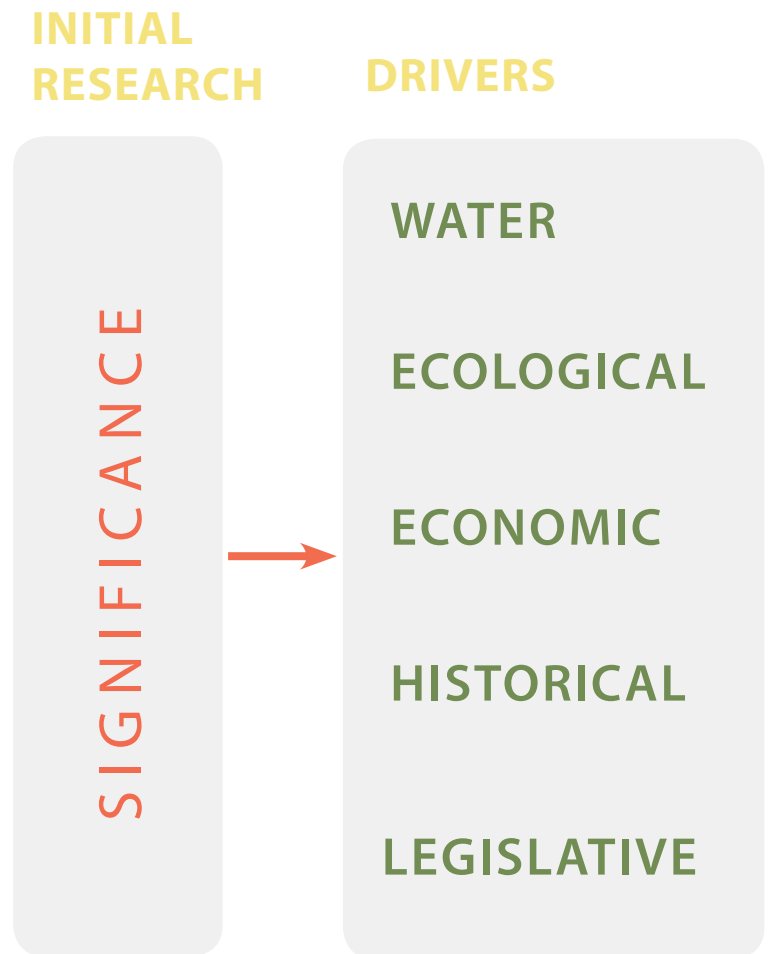 INITIAL
RESEARCH
DRIVERS
SIGNIFICANCE
WATER
ECOLOGICAL
ECONOMIC
HISTORICAL
LEGISLATIVE